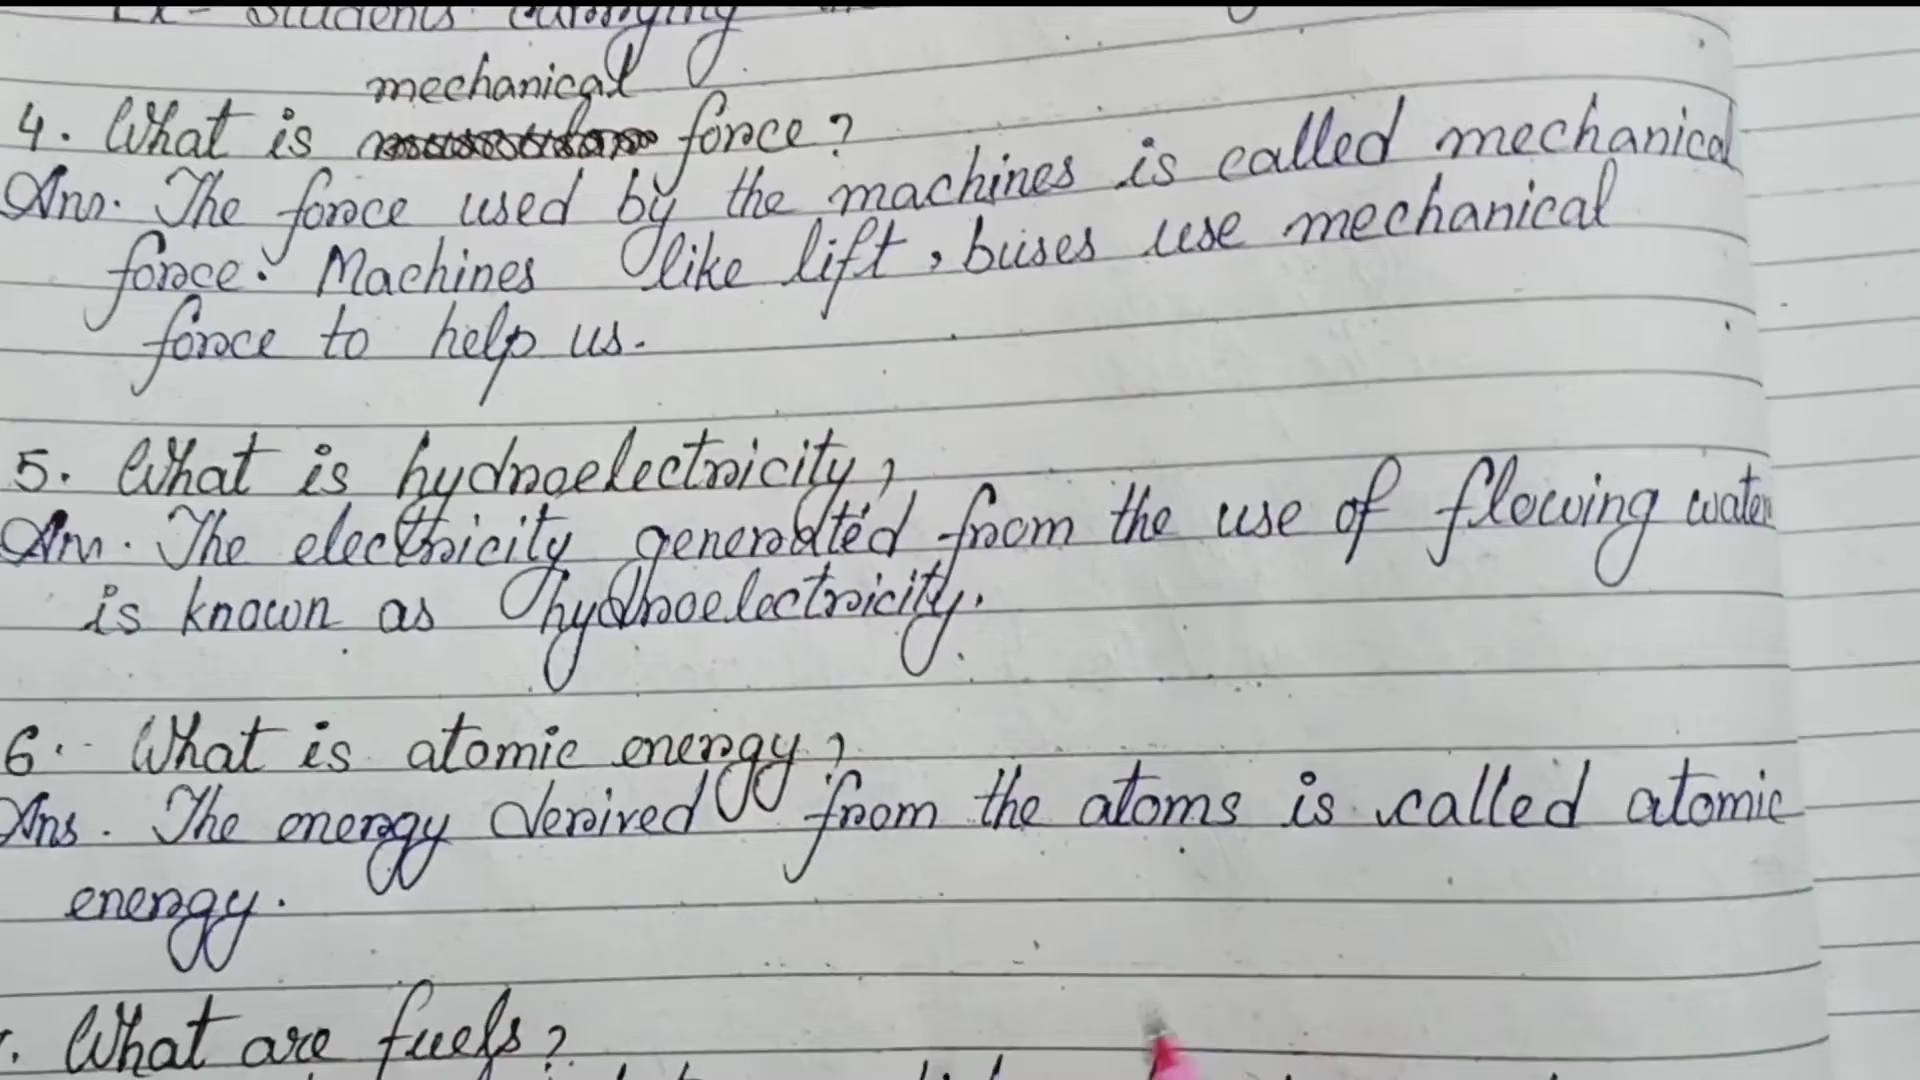 Ex - Students carrying
mechanical
4. What is force?
Ans. The force used by the machines is called mechanical
force. Machines like lift, buses use mechanical
force to help us.
5. What is hydroelectricity?
Ans. The electricity generated from the use of flowing water
is known as hydroelectricity.
6. What is atomic energy?
Ans. The energy derived from the atoms is called atomic
energy.
. What are fuels?